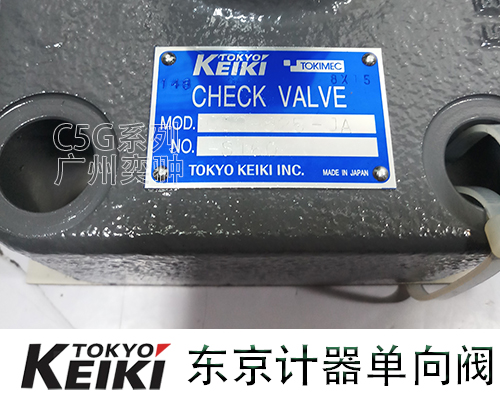 TOKYO KEIKI TOKIMEC
CHECK VALVE
MOD.
NO.
TOKYO KEIKI INC. MADE IN JAPAN
C5G系列
广州奕翀
TOKYO KEIKI 东京计器单向阀